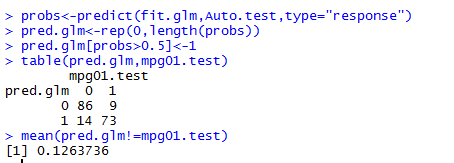 > probs<-predict(fit.glm,Auto.test,type="response")
> pred.glm<-rep(0,length(probs))
> pred.glm[probs>0.5]<-1
> table(pred.glm,mpg01.test)
        mpg01.test
pred.glm  0  1
       0 86  9
       1 14 73
> mean(pred.glm!=mpg01.test)
[1] 0.1263736